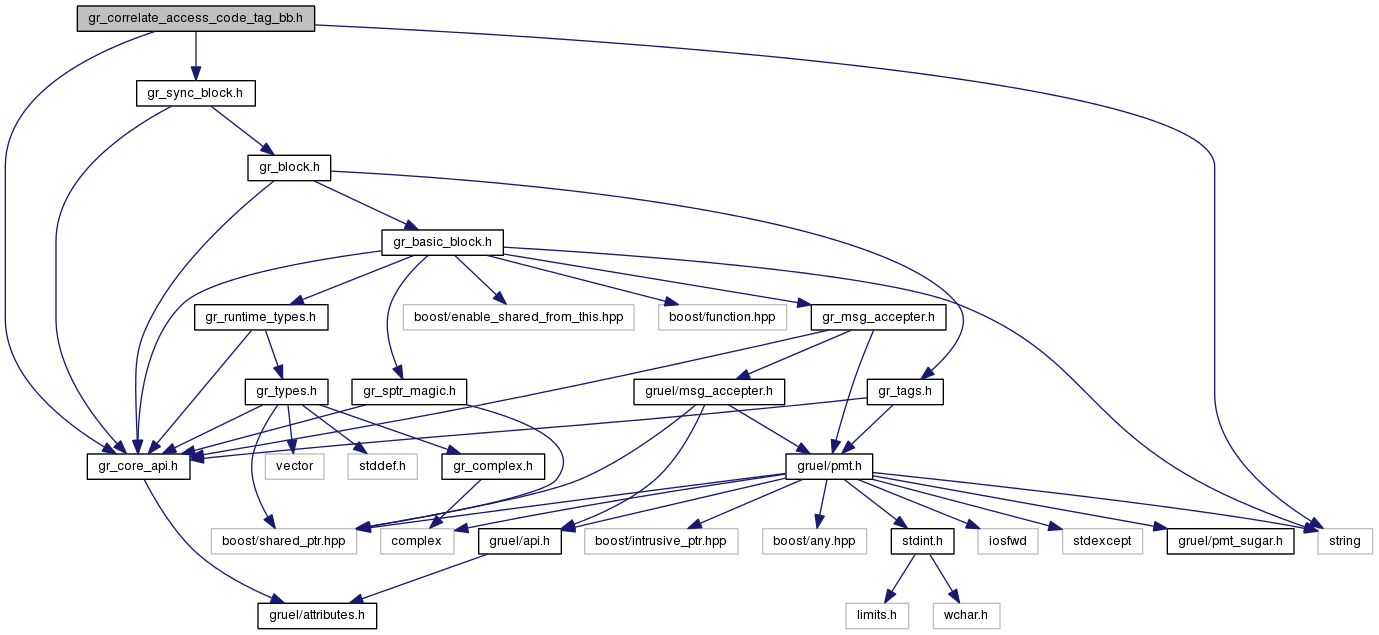 gr_correlate_access_code_tag_bb.h
gr_sync_block.h
gr_block.h
gr_basic_block.h
gr_runtime_types.h
boost/enable_shared_from_this.hpp
boost/function.hpp
gr_msg_accepter.h
gr_types.h
gr_sptr_magic.h
gruel/msg_accepter.h
gr_tags.h
gr_core_api.h
vector
stddef.h
gr_complex.h
gruel/pmt.h
boost/shared_ptr.hpp
complex
gruel/api.h
boost/intrusive_ptr.hpp
boost/any.hpp
stdint.h
iosfwd
stdexcept
gruel/pmt_sugar.h
string
gruel/attributes.h
limits.h
wchar.h